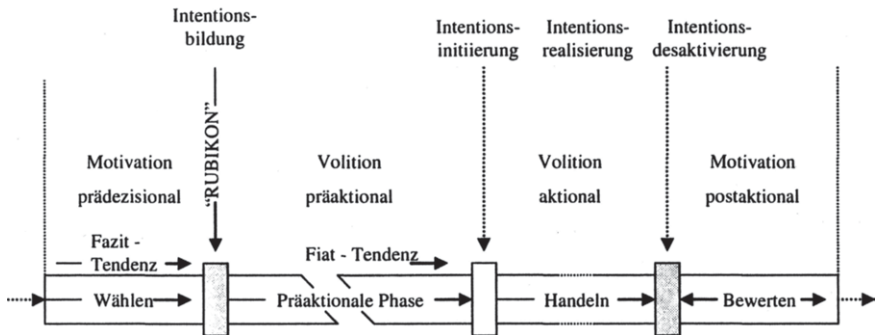 Intentions-
bildung
Intentions-
initiierung
Intentions-
realisierung
Intentions-
desaktivierung
"RUBIKON"
Motivation
prädezisional
Volition
präaktional
Volition
aktional
Motivation
postaktional
Fazit -
Tendenz
Fiat - Tendenz
Wählen
Präaktionale Phase
Handeln
Bewerten